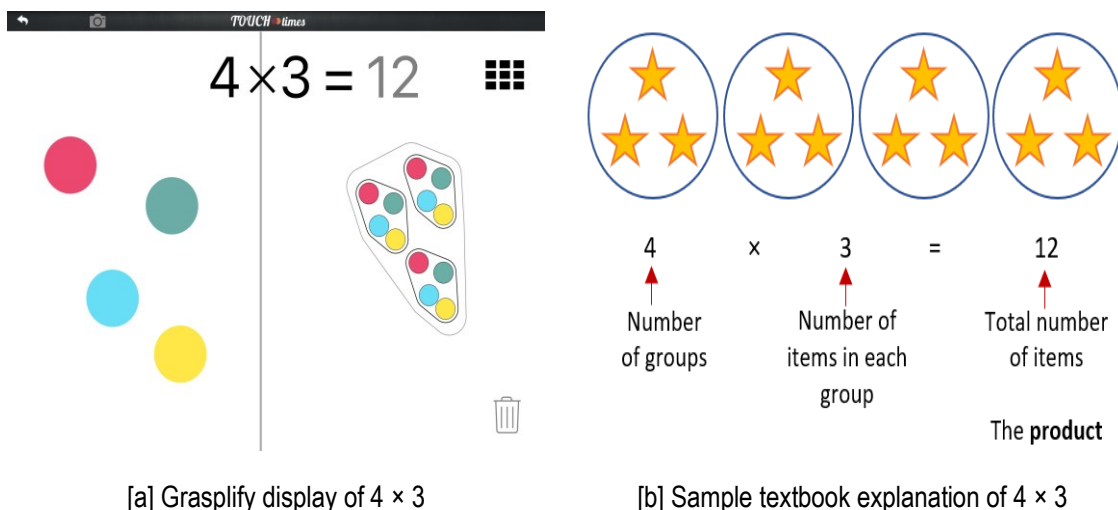 TOUCH times
4×3 = 12
4 × 3 = 12
Number of groups
Number of items in each group
Total number of items
The product
[a] Grasplify display of 4 × 3
[b] Sample textbook explanation of 4 × 3